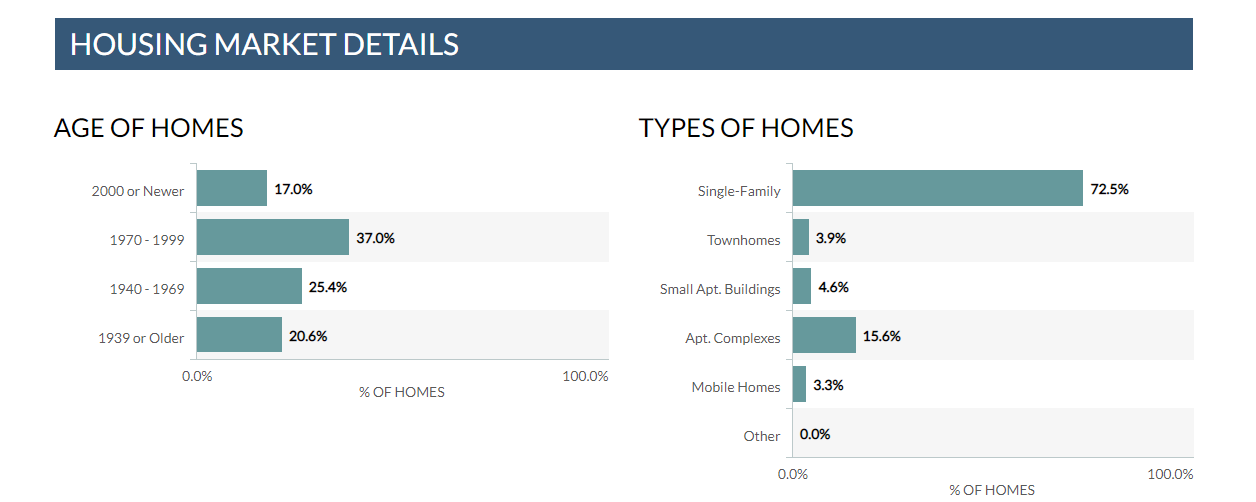 HOUSING MARKET DETAILS
AGE OF HOMES
2000 or Newer 17.0%
1970 - 1999 37.0%
1940 - 1969 25.4%
1939 or Older 20.6%
0.0% 100.0%
% OF HOMES
TYPES OF HOMES
Single-Family 72.5%
Townhomes 3.9%
Small Apt. Buildings 4.6%
Apt. Complexes 15.6%
Mobile Homes 3.3%
Other 0.0%
0.0% 100.0%
% OF HOMES